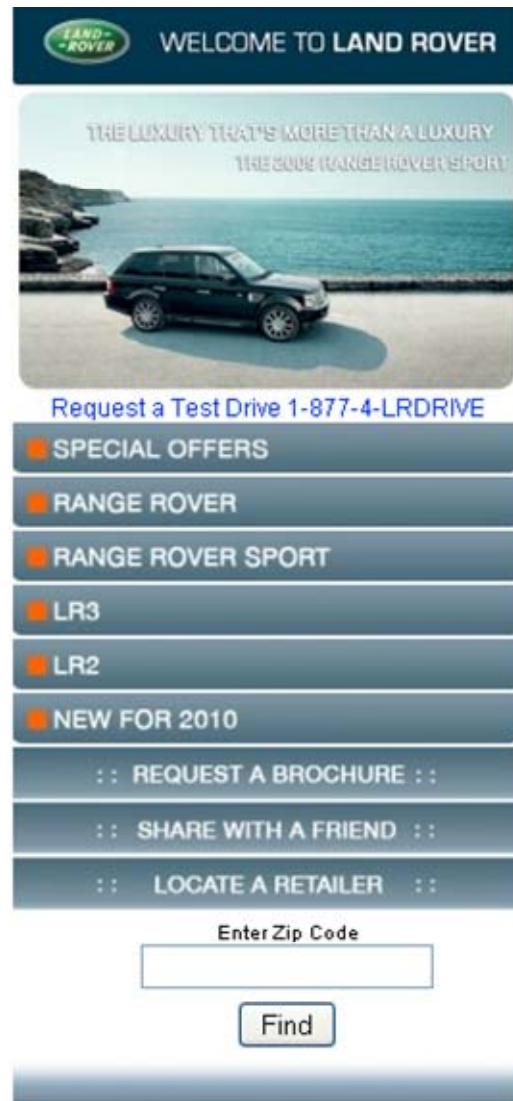 LAND-
-ROVER
WELCOME TO LAND ROVER
THE LUXURY THAT'S MORE THAN A LUXURY
THE 2009 RANGE ROVER SPORT
Request a Test Drive 1-877-4-LRDRIVE
SPECIAL OFFERS
RANGE ROVER
RANGE ROVER SPORT
LR3
LR2
NEW FOR 2010
:: REQUEST A BROCHURE ::
:: SHARE WITH A FRIEND ::
:: LOCATE A RETAILER ::
Enter Zip Code
Find